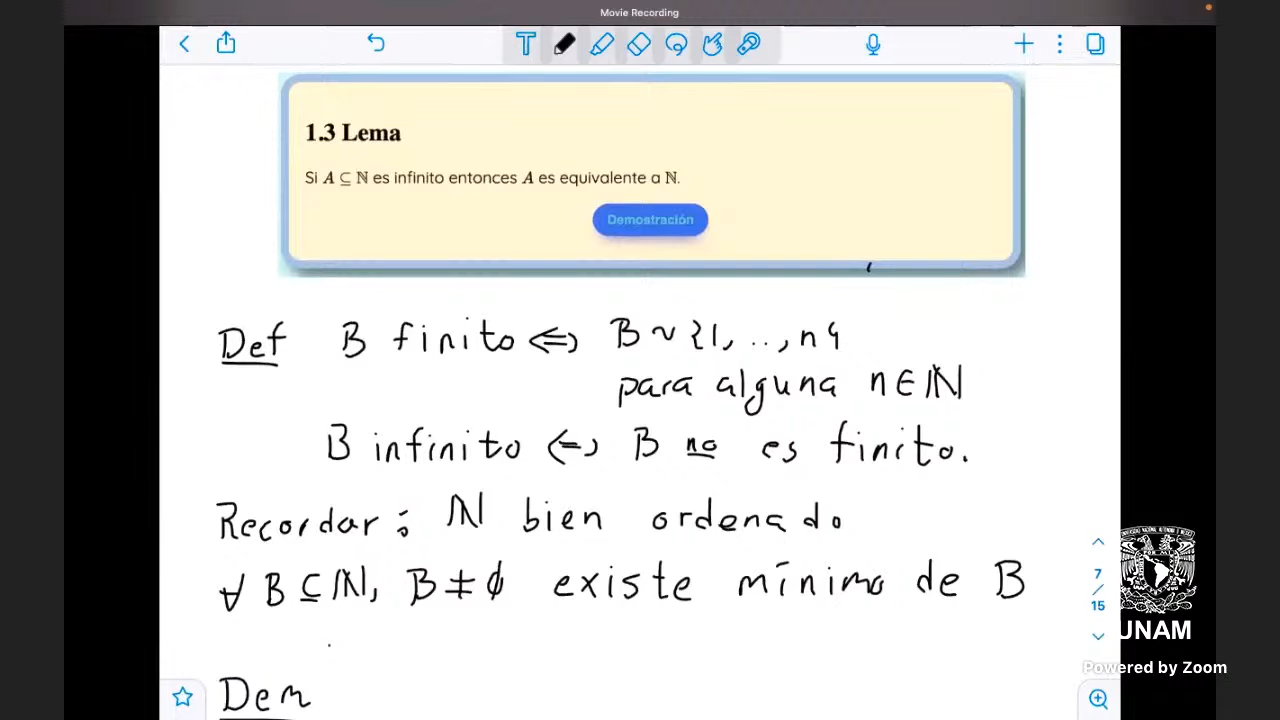 Movie Recording
1.3 Lema
Si A ⊆ ℕ es infinito entonces A es equivalente a ℕ.
Demostración
Def B finito ⇔ B ~ {1, .., n}
para alguna n ∈ ℕ
B infinito ⇔ B no es finito.
Recordar: ℕ bien ordenado
∀ B ⊆ ℕ, B ≠ ∅ existe mínimo de B
Dem
7
/
15
UNAM
Powered by Zoom